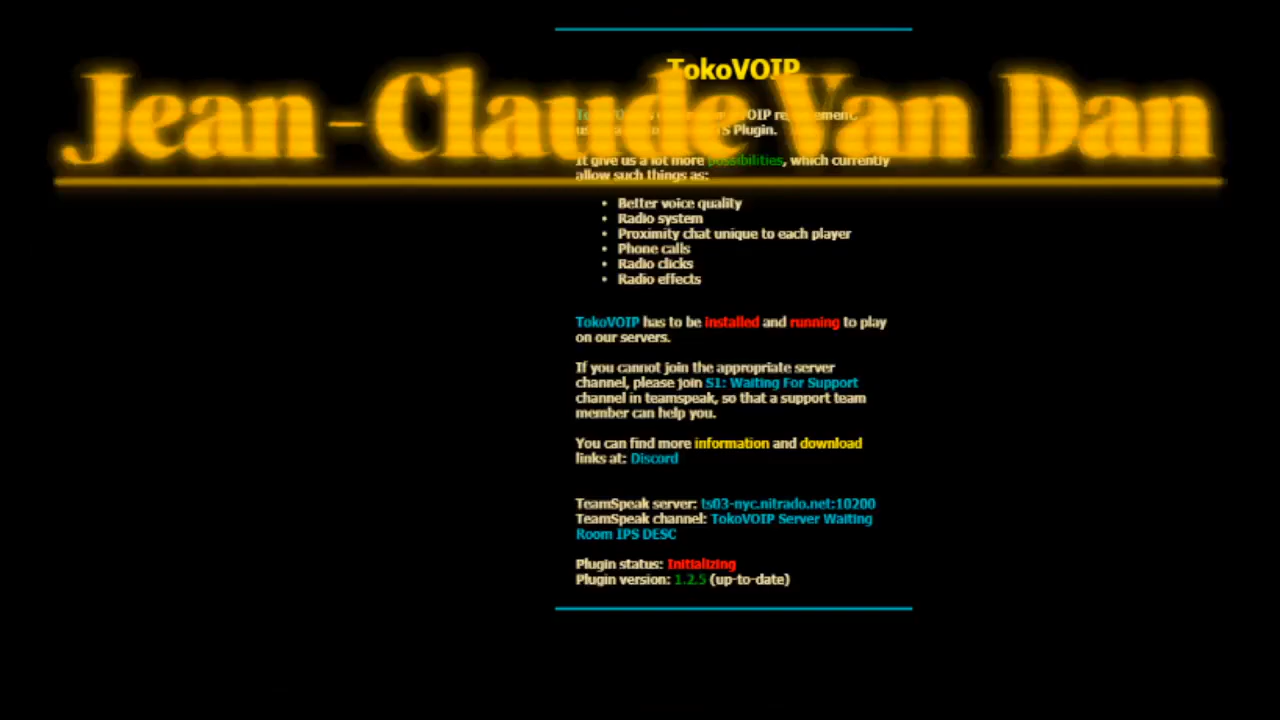 TokoVOIP
Jean-Claude Van Dan
It give us a lot more possibilities, which currently
allow such things as:
• Better voice quality
• Radio system
• Proximity chat unique to each player
• Phone calls
• Radio clicks
• Radio effects
TokoVOIP has to be installed and running to play
on our servers.
If you cannot join the appropriate server
channel, please join S1: Waiting For Support
channel in teamspeak, so that a support team
member can help you.
You can find more information and download
links at: Discord
TeamSpeak server: ts03-nyc.nitrado.net:10200
TeamSpeak channel: TokoVOIP Server Waiting
Room IPS DESC
Plugin status: Initializing
Plugin version: 1.2.5 (up-to-date)